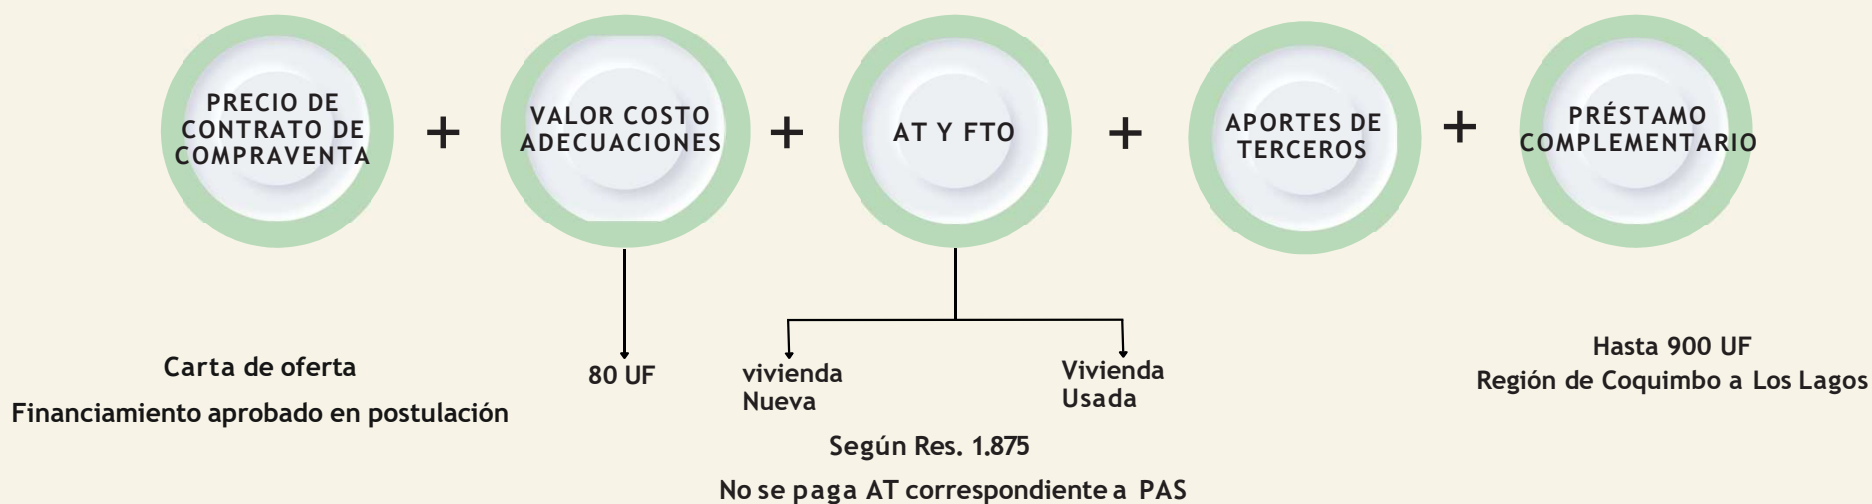 PRECIO DE
CONTRATO DE
COMPRAVENTA
+
VALOR COSTO
ADECUACIONES
+
AT Y FTO
+
APORTES DE
TERCEROS
+
PRÉSTAMO
COMPLEMENTARIO
Carta de oferta
Financiamiento aprobado en postulación
80 UF
vivienda
Nueva
Vivienda
Usada
Según Res. 1.875
No se paga AT correspondiente a PAS
Hasta 900 UF
Región de Coquimbo a Los Lagos